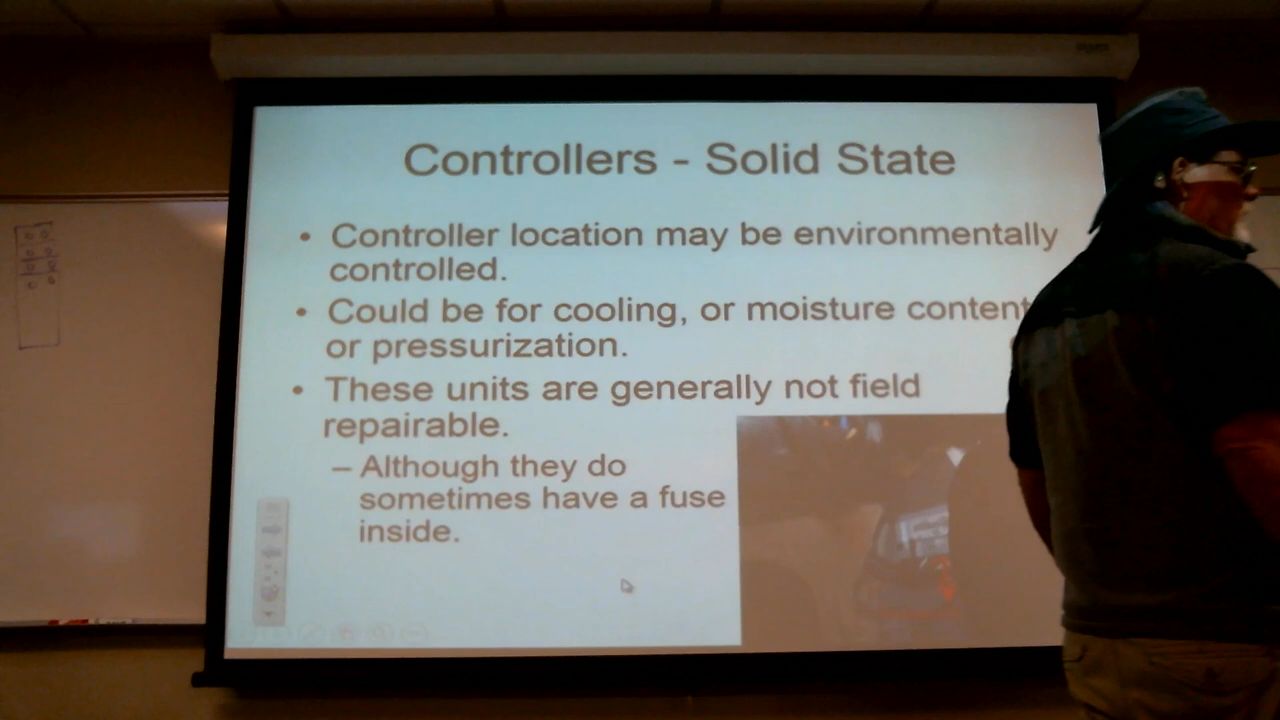 Controllers - Solid State
• Controller location may be environmentally
controlled.
• Could be for cooling, or moisture content
or pressurization.
• These units are generally not field
repairable.
– Although they do
sometimes have a fuse
inside.